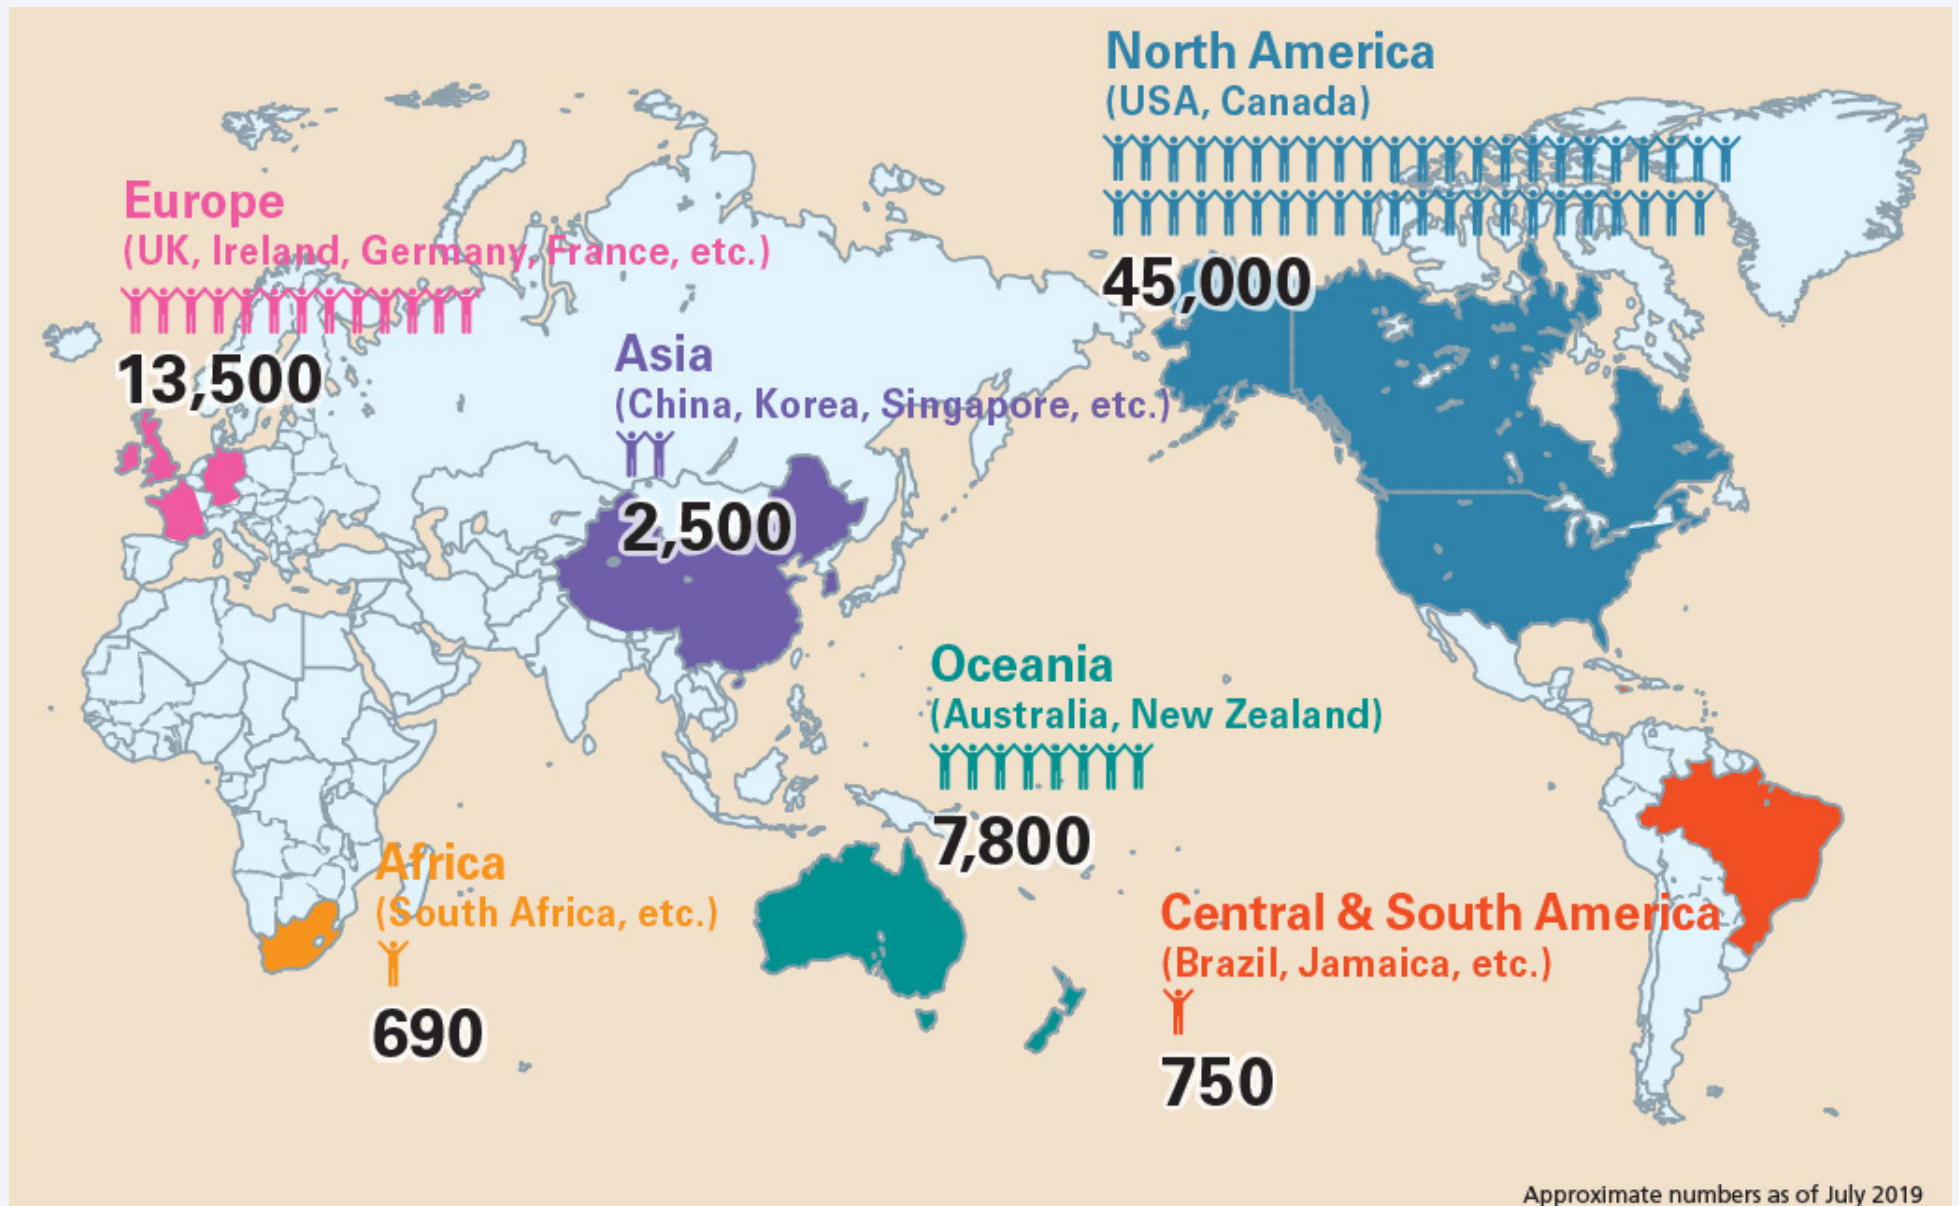 North America
(USA, Canada)
45,000
Europe
(UK, Ireland, Germany, France, etc.)
13,500
Asia
(China, Korea, Singapore, etc.)
2,500
Oceania
(Australia, New Zealand)
7,800
Africa
(South Africa, etc.)
690
Central & South America
(Brazil, Jamaica, etc.)
750
Approximate numbers as of July 2019